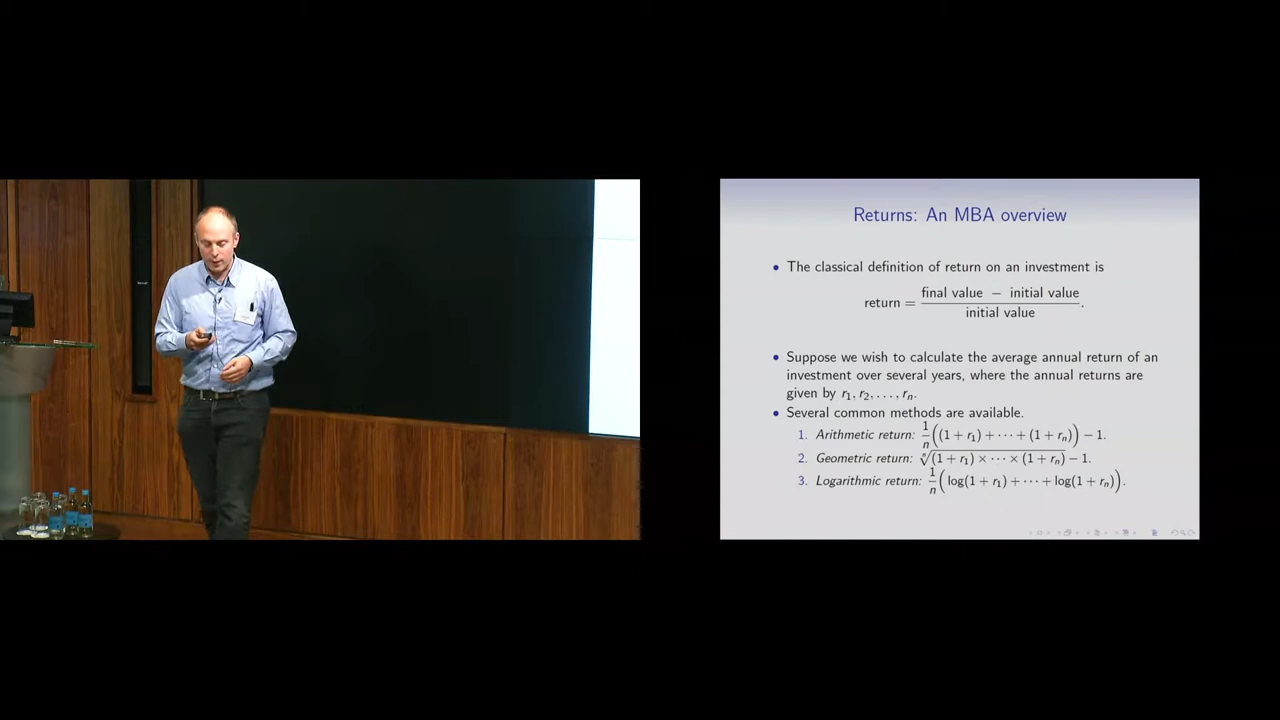 Returns: An MBA overview
• The classical definition of return on an investment is
return = (final value − initial value) / initial value.
• Suppose we wish to calculate the average annual return of an
investment over several years, where the annual returns are
given by r₁, r₂, . . . , rₙ.
• Several common methods are available.
1. Arithmetic return: 1/n((1 + r₁) + ⋯ + (1 + rₙ)) − 1.
2. Geometric return: ⁿ√((1 + r₁) × ⋯ × (1 + rₙ)) − 1.
3. Logarithmic return: 1/n(log(1 + r₁) + ⋯ + log(1 + rₙ)).